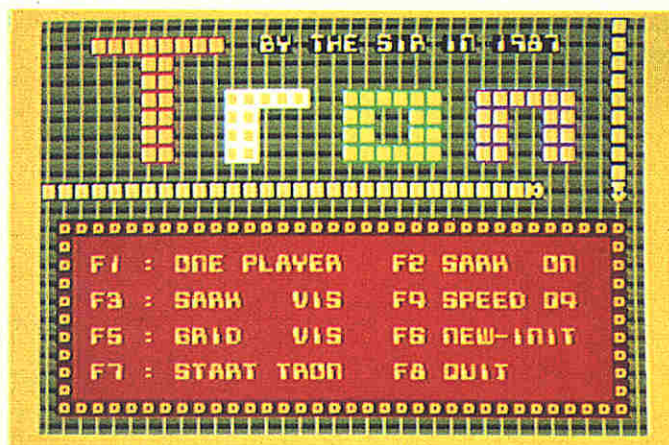 BY THE SIR IN 1987
Tron
F1 : ONE PLAYER F2 SARK ON
F3 : SARK VIS F4 SPEED 04
F5 : GRID VIS F6 NEW-INIT
F7 : START TRON F8 QUIT